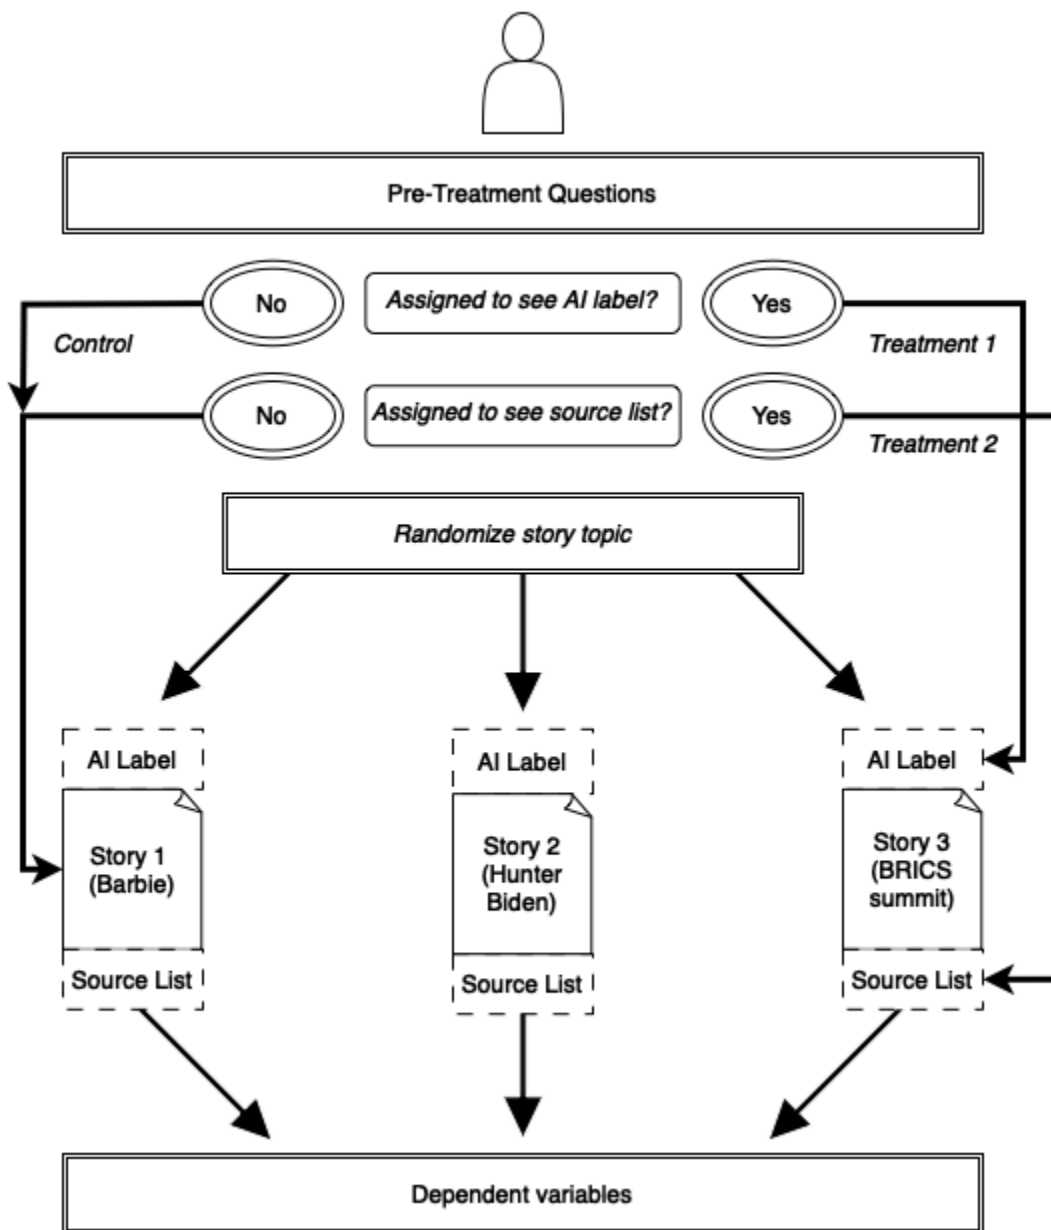 Pre-Treatment Questions
No
Assigned to see AI label?
Yes
Control
Treatment 1
No
Assigned to see source list?
Yes
Treatment 2
Randomize story topic
AI Label
AI Label
AI Label
Story 1
(Barbie)
Story 2
(Hunter
Biden)
Story 3
(BRICS
summit)
Source List
Source List
Source List
Dependent variables